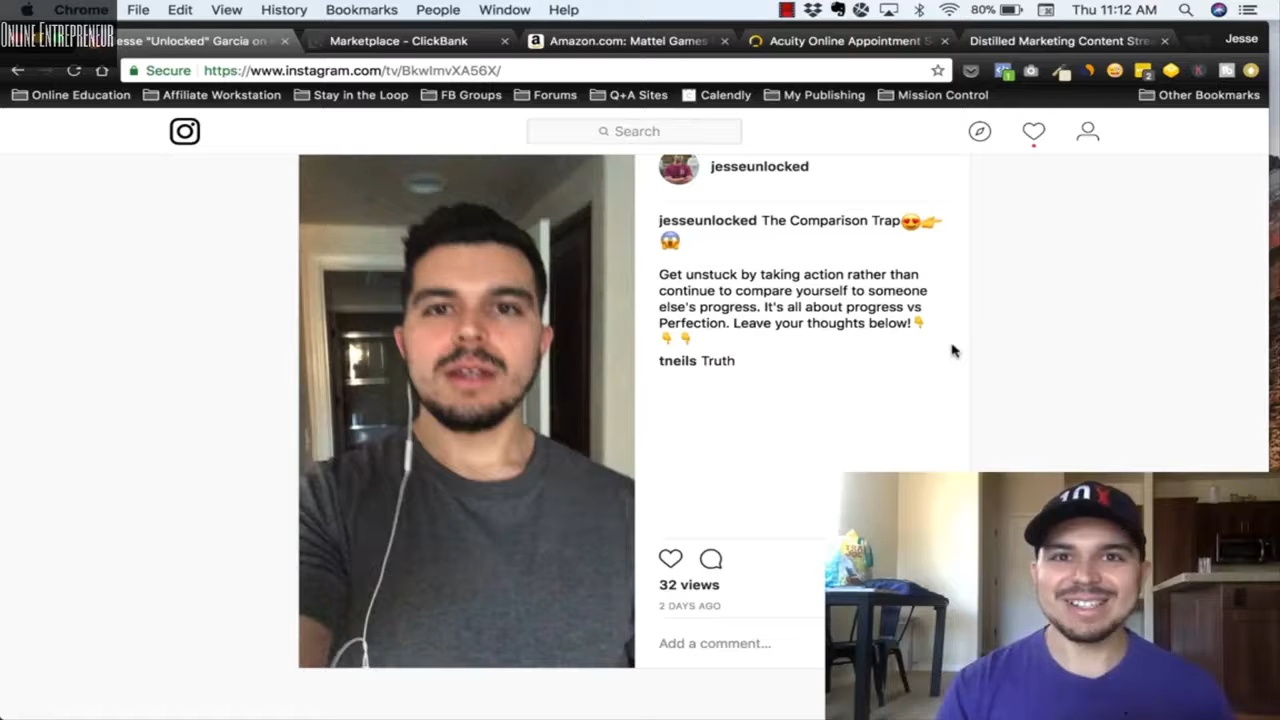 Chrome File Edit View History Bookmarks People Window Help 80% Thu 11:12 AM
ONLINE ENTREPRENEUR
esse "Unlocked" Garcia on Marketplace - ClickBank Amazon.com: Mattel Games Acuity Online Appointment S Distilled Marketing Content Stre Jesse
Secure https://www.instagram.com/tv/BkwImvXA56X/
Online Education Affiliate Workstation Stay in the Loop FB Groups Forums Q+A Sites Calendly My Publishing Mission Control Other Bookmarks
Search
jesseunlocked
jesseunlocked The Comparison Trap😍👉
😱
Get unstuck by taking action rather than
continue to compare yourself to someone
else's progress. It's all about progress vs
Perfection. Leave your thoughts below!👇
👇 👇
tneils Truth
32 views
2 DAYS AGO
Add a comment...
10X